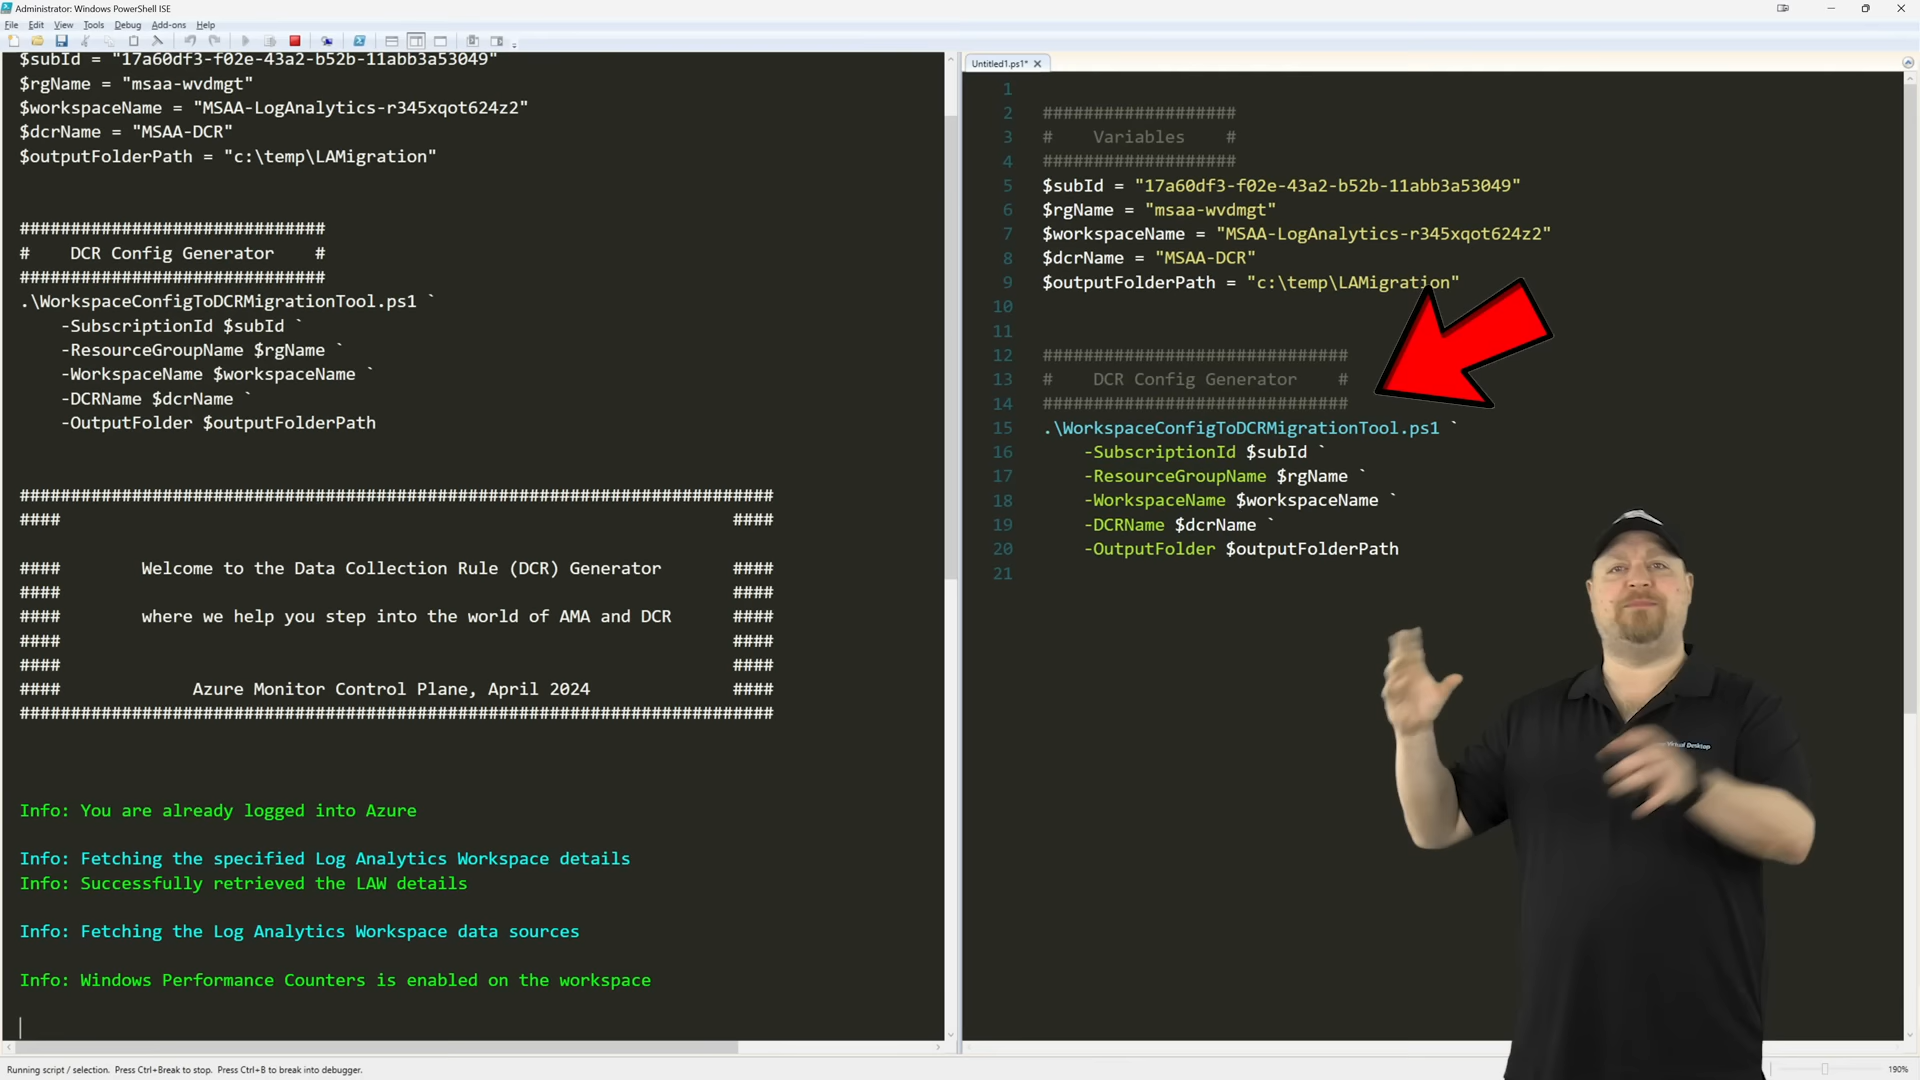 Administrator: Windows PowerShell ISE
File Edit View Tools Debug Add-ons Help
$subId = "17a60df3-f02e-43a2-b52b-11abb3a53049"
$rgName = "msaa-wvdmgt"
$workspaceName = "MSAA-LogAnalytics-r345xqot624z2"
$dcrName = "MSAA-DCR"
$outputFolderPath = "c:\temp\LAMigration"
##############################
#    DCR Config Generator    #
##############################
.\WorkspaceConfigToDCRMigrationTool.ps1 `
-SubscriptionId $subId `
-ResourceGroupName $rgName `
-WorkspaceName $workspaceName `
-DCRName $dcrName `
-OutputFolder $outputFolderPath
##########################################################################
#### ####
#### Welcome to the Data Collection Rule (DCR) Generator ####
#### ####
#### where we help you step into the world of AMA and DCR ####
#### ####
#### ####
#### Azure Monitor Control Plane, April 2024 ####
##########################################################################
Info: You are already logged into Azure
Info: Fetching the specified Log Analytics Workspace details
Info: Successfully retrieved the LAW details
Info: Fetching the Log Analytics Workspace data sources
Info: Windows Performance Counters is enabled on the workspace
Untitled1.ps1* X
1
2 ###################
3 #    Variables    #
4 ###################
5 $subId = "17a60df3-f02e-43a2-b52b-11abb3a53049"
6 $rgName = "msaa-wvdmgt"
7 $workspaceName = "MSAA-LogAnalytics-r345xqot624z2"
8 $dcrName = "MSAA-DCR"
9 $outputFolderPath = "c:\temp\LAMigration"
10
11
12 ##############################
13 #    DCR Config Generator    #
14 ##############################
15 .\WorkspaceConfigToDCRMigrationTool.ps1 `
16 -SubscriptionId $subId `
17 -ResourceGroupName $rgName `
18 -WorkspaceName $workspaceName `
19 -DCRName $dcrName `
20 -OutputFolder $outputFolderPath
21
Virtual Desktop
Running script / selection. Press Ctrl+Break to stop. Press Ctrl+B to break into debugger.
190%